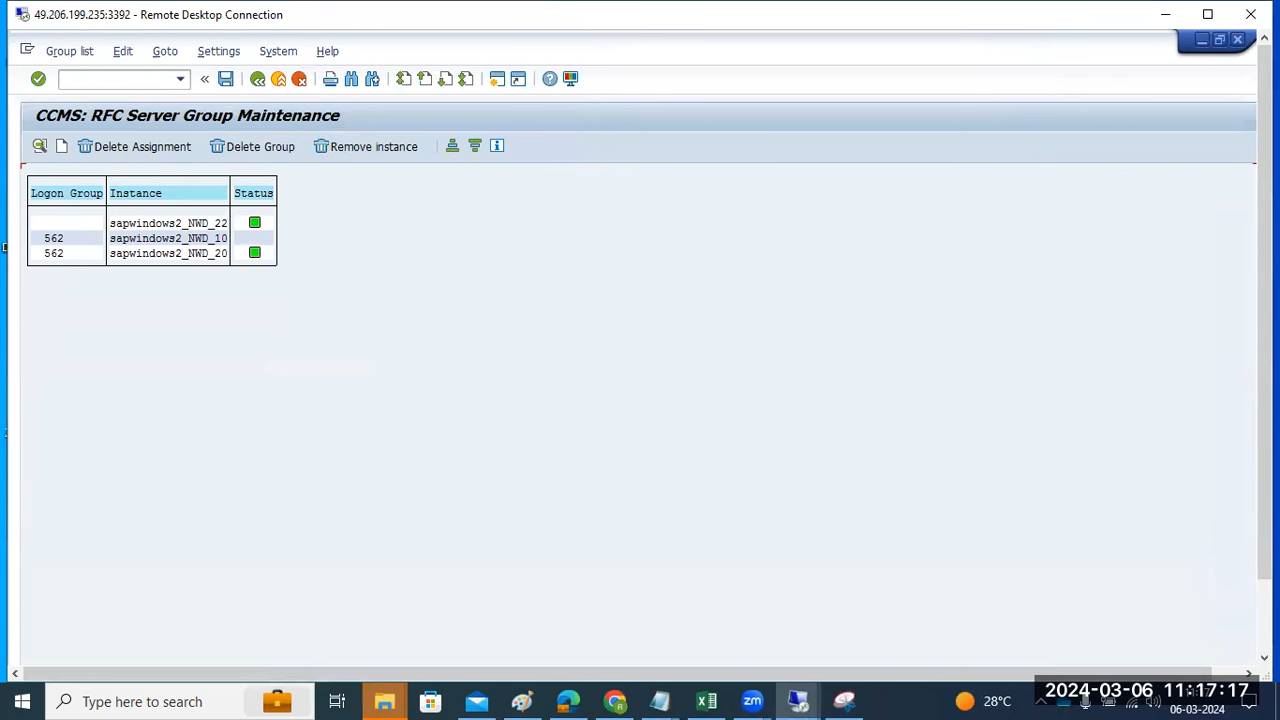 49.206.199.235:3392 - Remote Desktop Connection
Group list Edit Goto Settings System Help
CCMS: RFC Server Group Maintenance
Delete Assignment Delete Group Remove instance
Logon Group Instance Status
sapwindows2_NWD_22
562 sapwindows2_NWD_10
562 sapwindows2_NWD_20
Type here to search
28°C
2024-03-06 11:17:17
06-03-2024